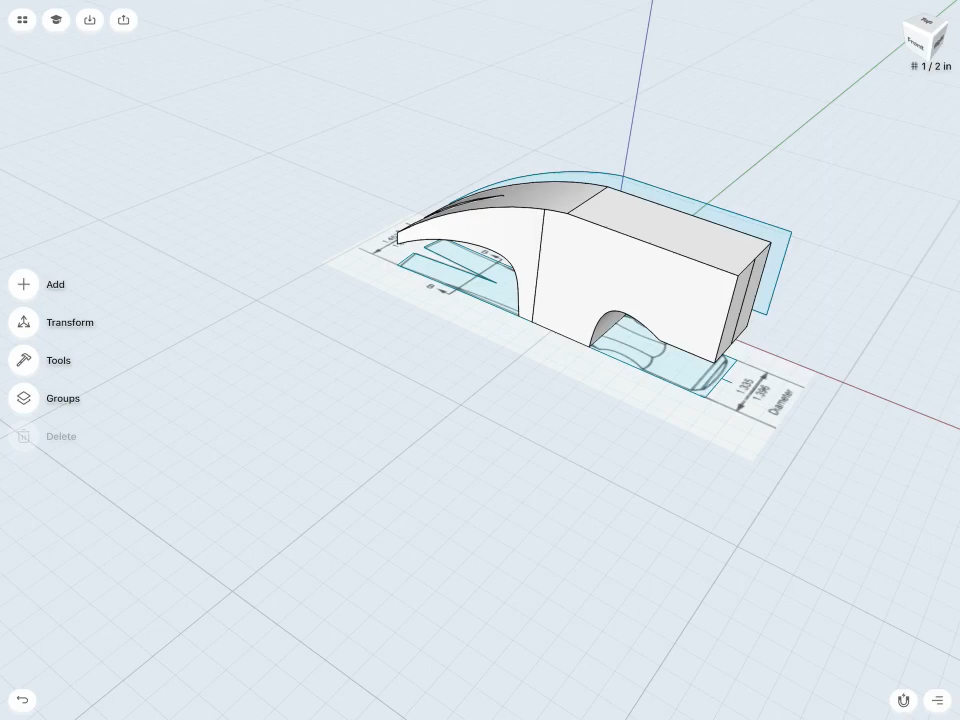 Front
1 / 2 in
Add
Transform
Tools
Groups
Delete
B
B
1.335
1.396
Diameter